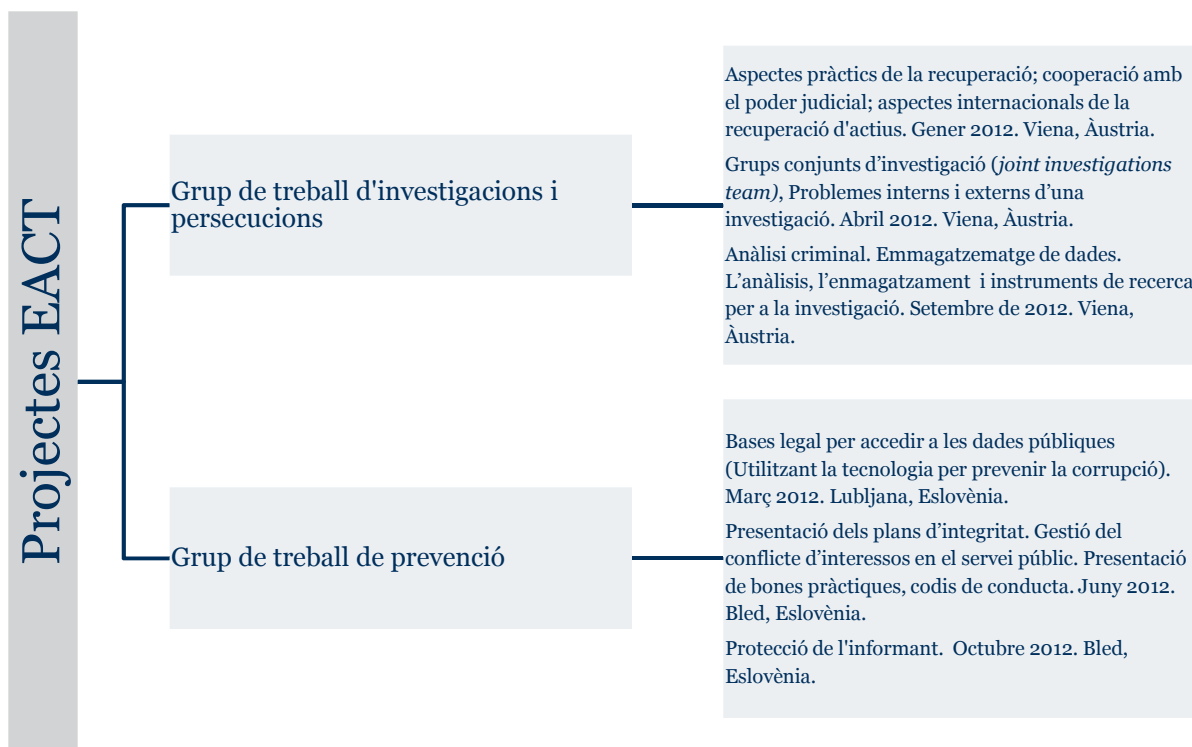 Projectes EACT
Grup de treball d'investigacions i
persecucions
Aspectes pràctics de la recuperació; cooperació amb
el poder judicial; aspectes internacionals de la
recuperació d'actius. Gener 2012. Viena, Àustria.
Grups conjunts d’investigació (joint investigations
team), Problemes interns i externs d’una
investigació. Abril 2012. Viena, Àustria.
Anàlisi criminal. Emmagatzematge de dades.
L’anàlisis, l’enmagatzament i instruments de recerca
per a la investigació. Setembre de 2012. Viena,
Àustria.
Grup de treball de prevenció
Bases legal per accedir a les dades públiques
(Utilitzant la tecnologia per prevenir la corrupció).
Març 2012. Lubljana, Eslovènia.
Presentació dels plans d’integritat. Gestió del
conflicte d’interessos en el servei públic. Presentació
de bones pràctiques, codis de conducta. Juny 2012.
Bled, Eslovènia.
Protecció de l'informant. Octubre 2012. Bled,
Eslovènia.